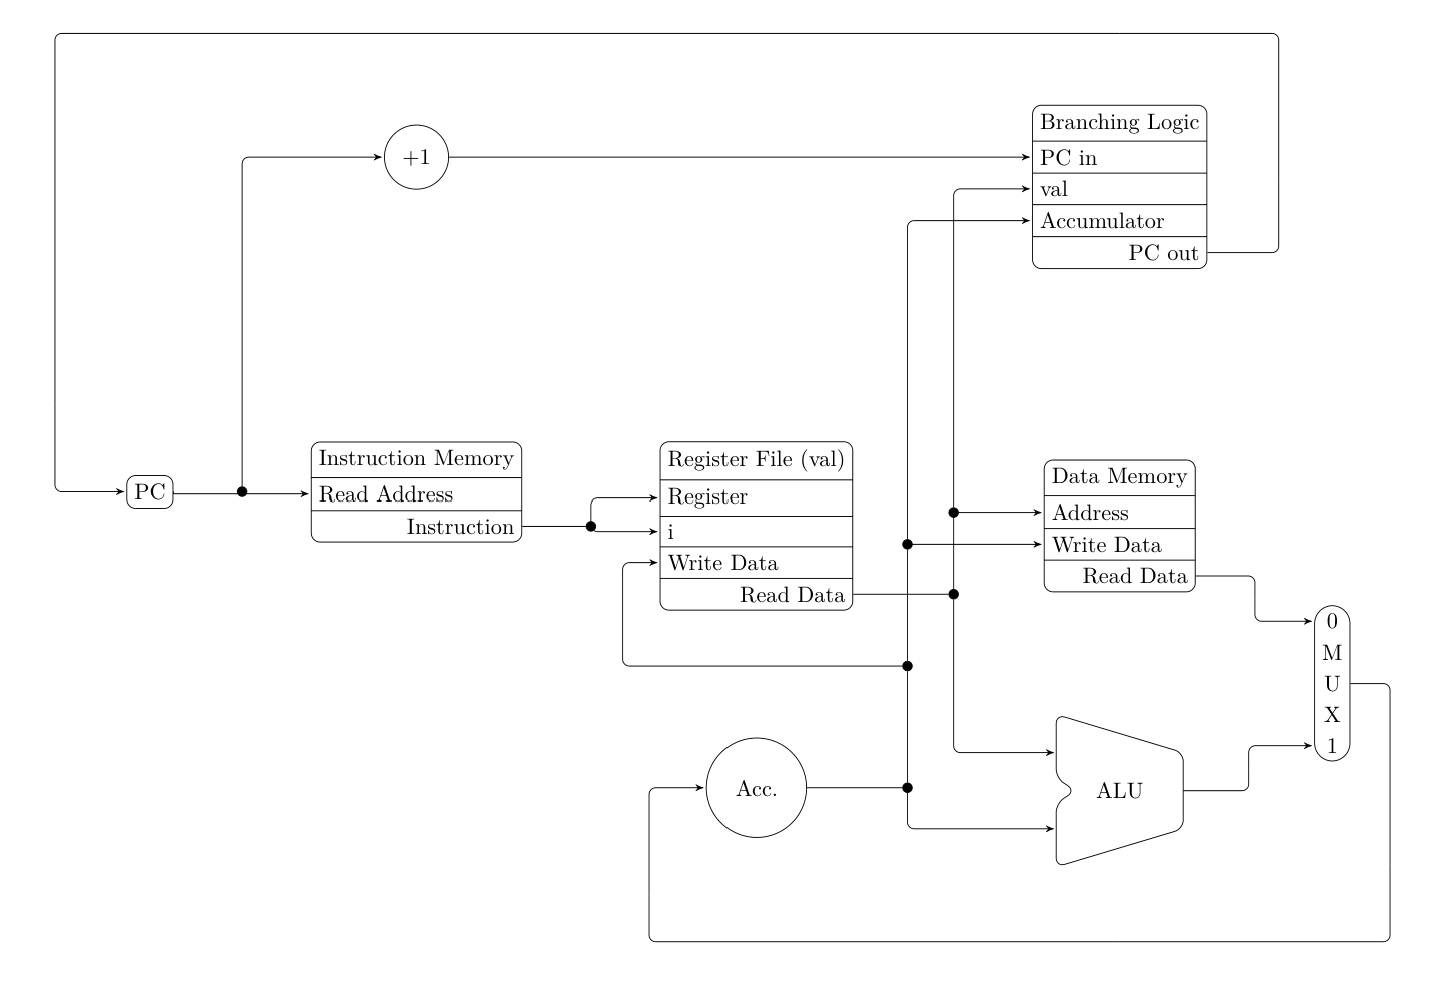 Branching Logic
+1
PC in
val
Accumulator
PC out
PC
Instruction Memory
Read Address
Instruction
Register File (val)
Register
i
Write Data
Read Data
Data Memory
Address
Write Data
Read Data
0
M
U
X
1
Acc.
ALU